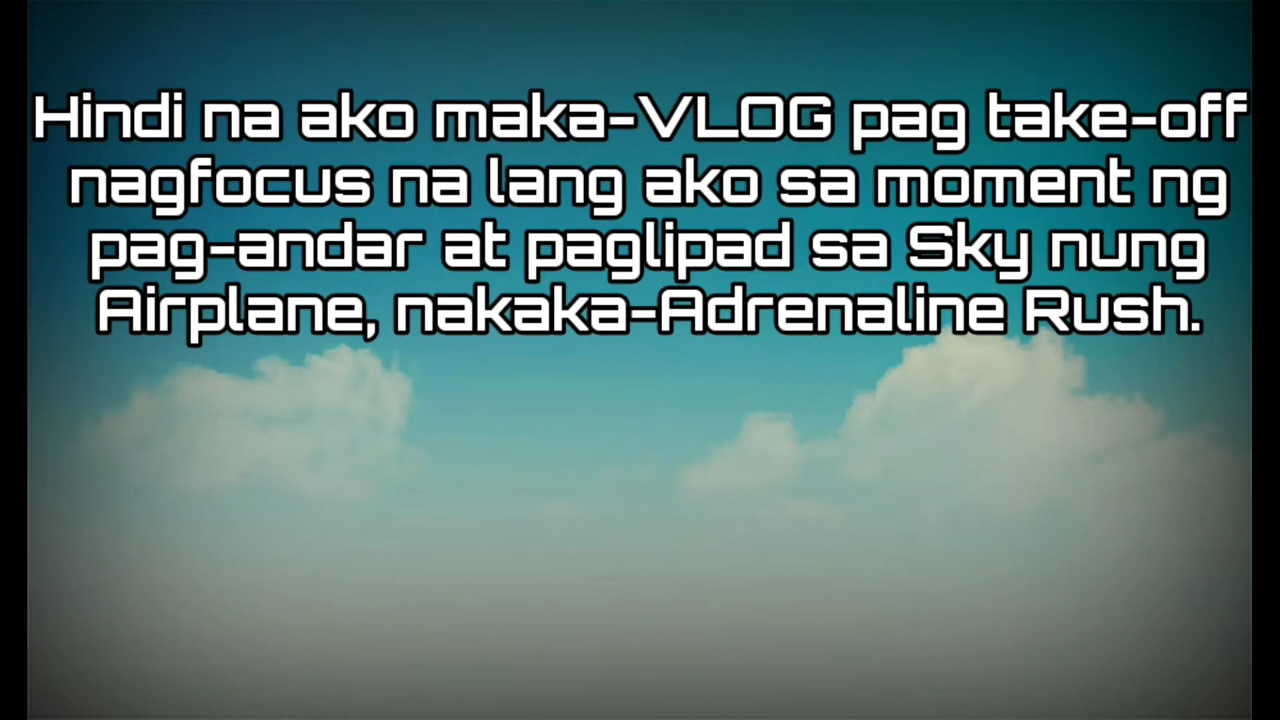 Hindi na ako maka-VLOG pag take-off
nagfocus na lang ako sa moment ng
pag-andar at paglipad sa Sky nung
Airplane, nakaka-Adrenaline Rush.